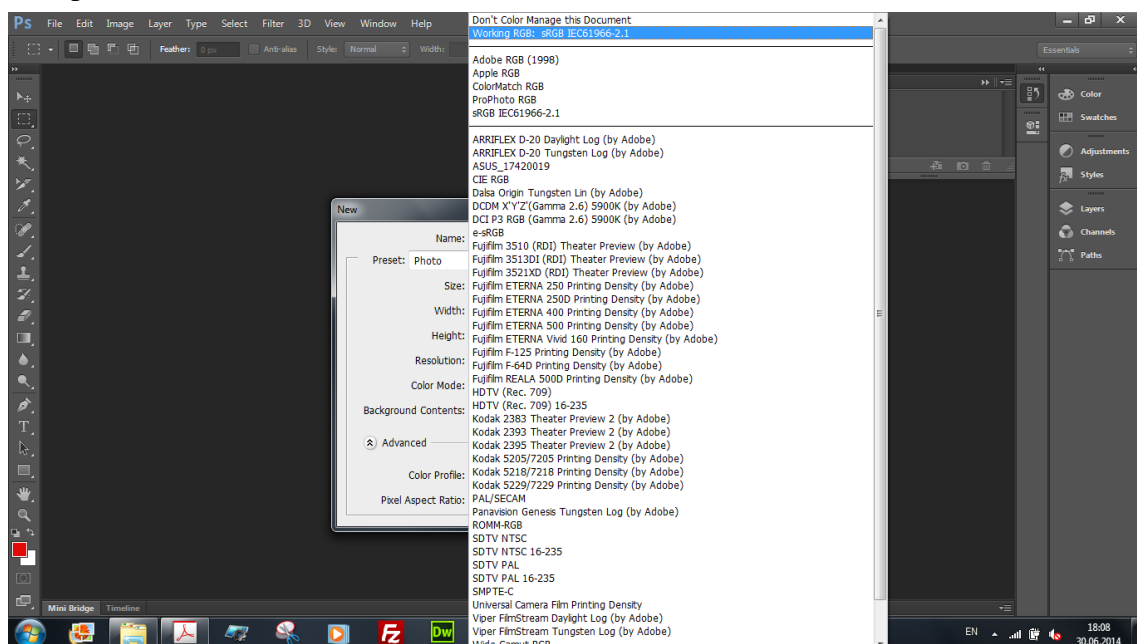 Ps File Edit Image Layer Type Select Filter 3D View Window Help
Feather: 0 px Anti-alias Style: Normal Width:
Essentials
Don't Color Manage this Document
Working RGB: sRGB IEC61966-2.1
Adobe RGB (1998)
Apple RGB
ColorMatch RGB
ProPhoto RGB
sRGB IEC61966-2.1
ARRIFLEX D-20 Daylight Log (by Adobe)
ARRIFLEX D-20 Tungsten Log (by Adobe)
ASUS_17420019
CIE RGB
Dalsa Origin Tungsten Lin (by Adobe)
DCDM X'Y'Z'(Gamma 2.6) 5900K (by Adobe)
DCI P3 RGB (Gamma 2.6) 5900K (by Adobe)
e-sRGB
Fujifilm 3510 (RDI) Theater Preview (by Adobe)
Fujifilm 3513DI (RDI) Theater Preview (by Adobe)
Fujifilm 3521XD (RDI) Theater Preview (by Adobe)
Fujifilm ETERNA 250 Printing Density (by Adobe)
Fujifilm ETERNA 250D Printing Density (by Adobe)
Fujifilm ETERNA 400 Printing Density (by Adobe)
Fujifilm ETERNA 500 Printing Density (by Adobe)
Fujifilm ETERNA Vivid 160 Printing Density (by Adobe)
Fujifilm F-125 Printing Density (by Adobe)
Fujifilm F-64D Printing Density (by Adobe)
Fujifilm REALA 500D Printing Density (by Adobe)
HDTV (Rec. 709)
HDTV (Rec. 709) 16-235
Kodak 2383 Theater Preview 2 (by Adobe)
Kodak 2393 Theater Preview 2 (by Adobe)
Kodak 2395 Theater Preview 2 (by Adobe)
Kodak 5205/7205 Printing Density (by Adobe)
Kodak 5218/7218 Printing Density (by Adobe)
Kodak 5229/7229 Printing Density (by Adobe)
PAL/SECAM
Panavision Genesis Tungsten Log (by Adobe)
ROMM-RGB
SDTV NTSC
SDTV NTSC 16-235
SDTV PAL
SDTV PAL 16-235
SMPTE-C
Universal Camera Film Printing Density
Viper FilmStream Daylight Log (by Adobe)
Viper FilmStream Tungsten Log (by Adobe)
Wide Gamut RGB
New
Name:
Preset: Photo
Size:
Width:
Height:
Resolution:
Color Mode:
Background Contents:
Advanced
Color Profile:
Pixel Aspect Ratio:
Color
Swatches
Adjustments
Styles
Layers
Channels
Paths
Mini Bridge Timeline
Fz
Dw
EN
18:08
30.06.2014